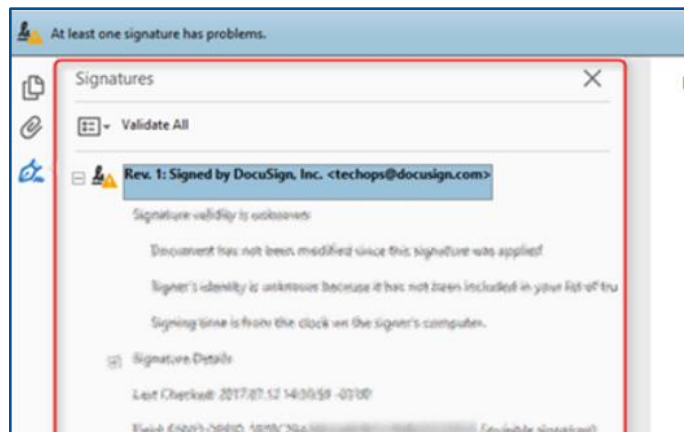 At least one signature has problems.
Signatures
Validate All
Rev. 1: Signed by DocuSign, Inc. <techops@docusign.com>
Signature validity is unknown
Document has not been modified since this signature was applied
Signer's identity is unknown because it has not been included in your list of tru
Signing time is from the clock on the signer's computer.
Signature Details
Last Checked: 2017.07.12 14:30:59 -03'00'
(invisible signature)